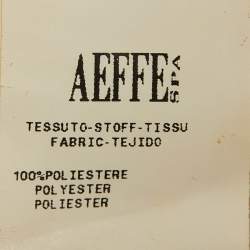 AEFFE SPA
TESSUTO-STOFF-TISSU
FABRIC-TEJIDO
100%POLIESTERE
POLYESTER
POLIESTER